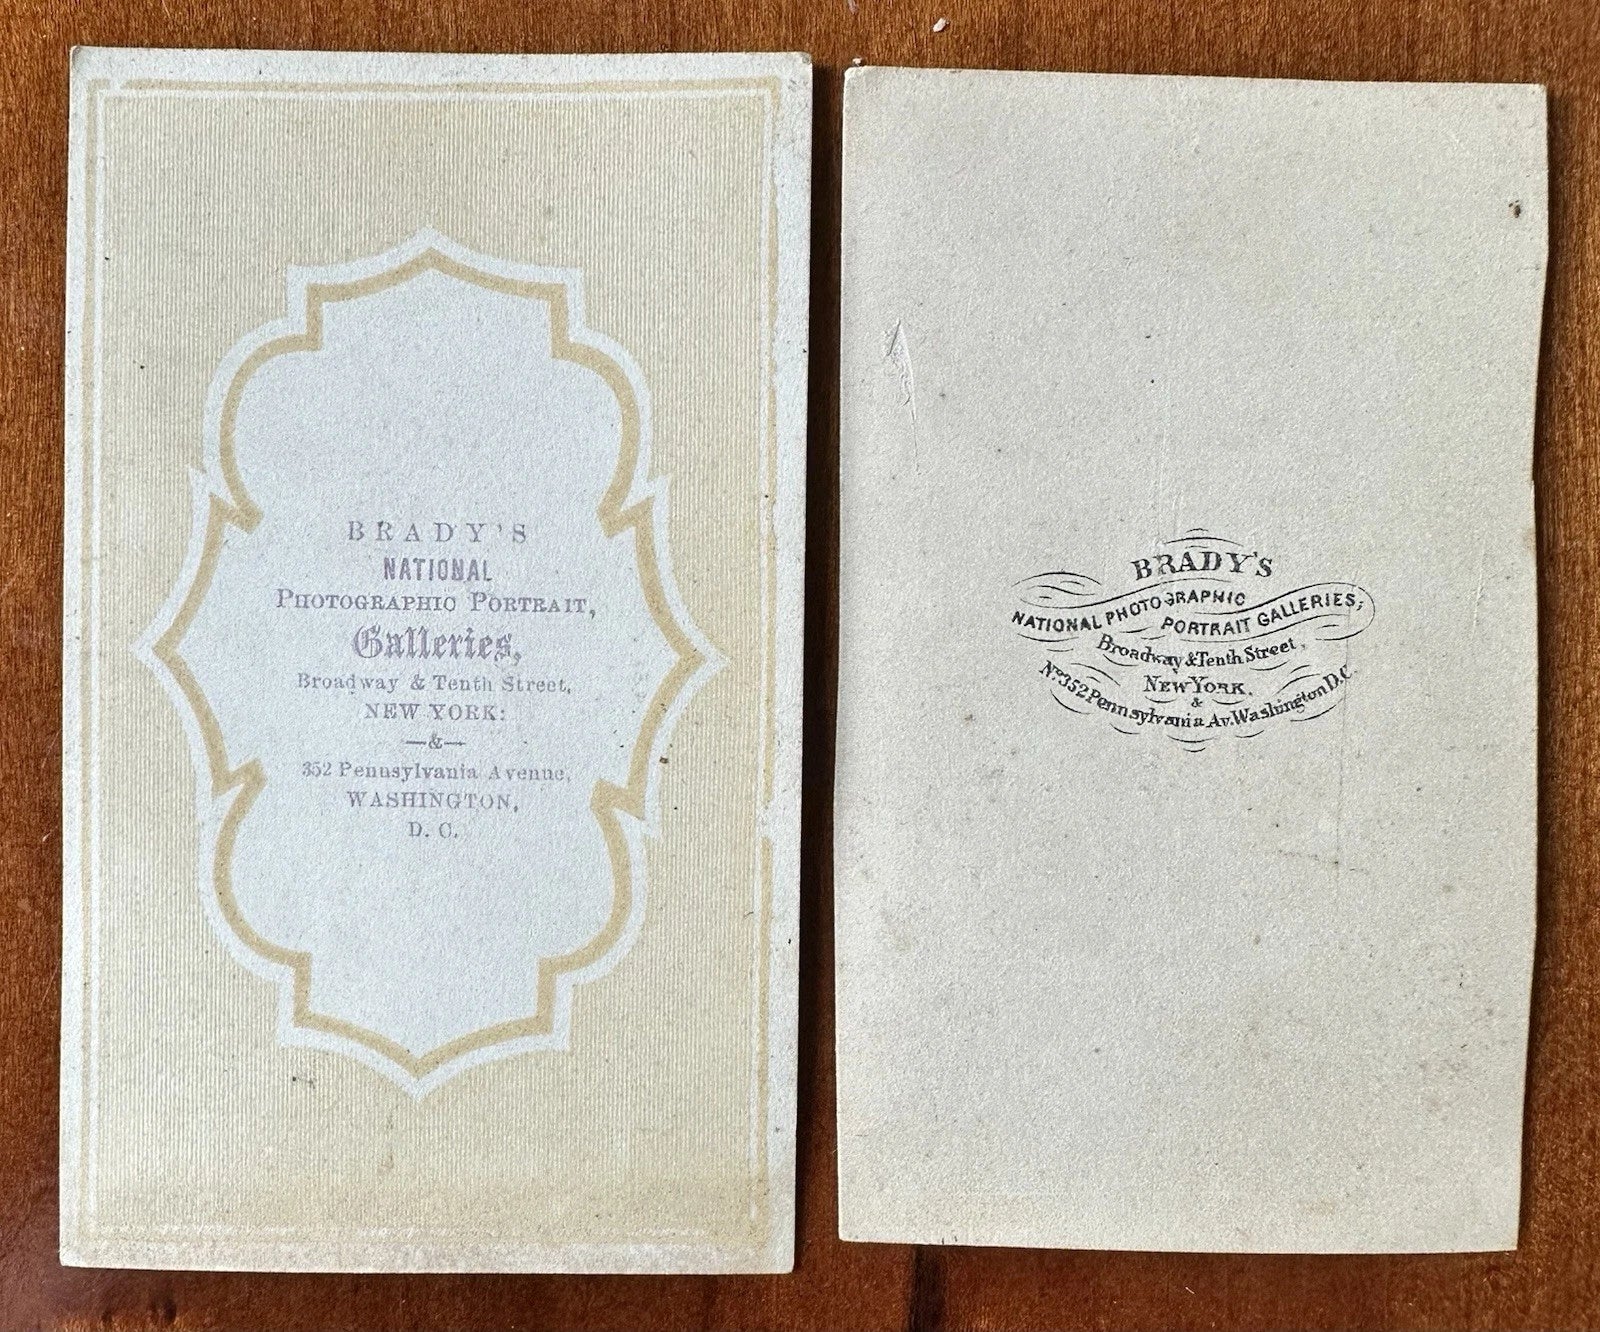 BRADY'S
NATIONAL
PHOTOGRAPHIC PORTRAIT,
Galleries,
Broadway & Tenth Street,
NEW YORK:
—&—
352 Pennsylvania Avenue,
WASHINGTON,
D. C.
BRADY'S
NATIONAL PHOTOGRAPHIC
PORTRAIT GALLERIES,
Broadway & Tenth Street,
NEW YORK.
&
No. 352 Pennsylvania Av. Washington D.C.